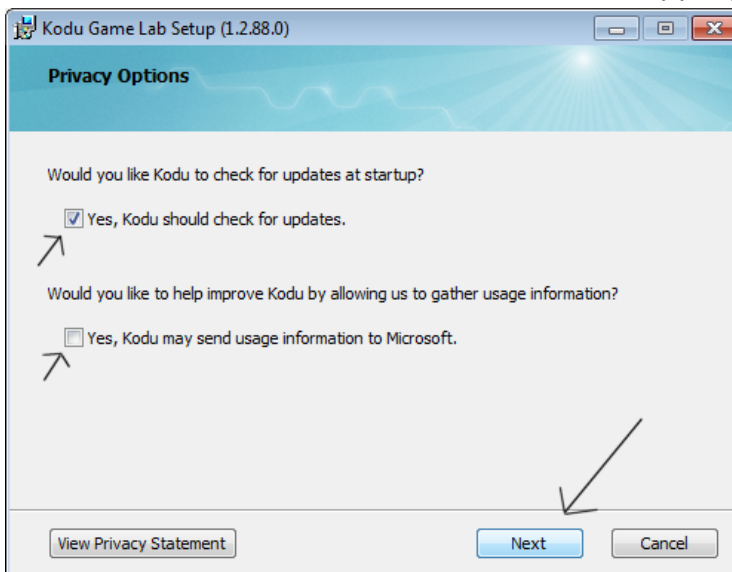 Kodu Game Lab Setup (1.2.88.0)
Privacy Options
Would you like Kodu to check for updates at startup?
Yes, Kodu should check for updates.
Would you like to help improve Kodu by allowing us to gather usage information?
Yes, Kodu may send usage information to Microsoft.
View Privacy Statement Next Cancel